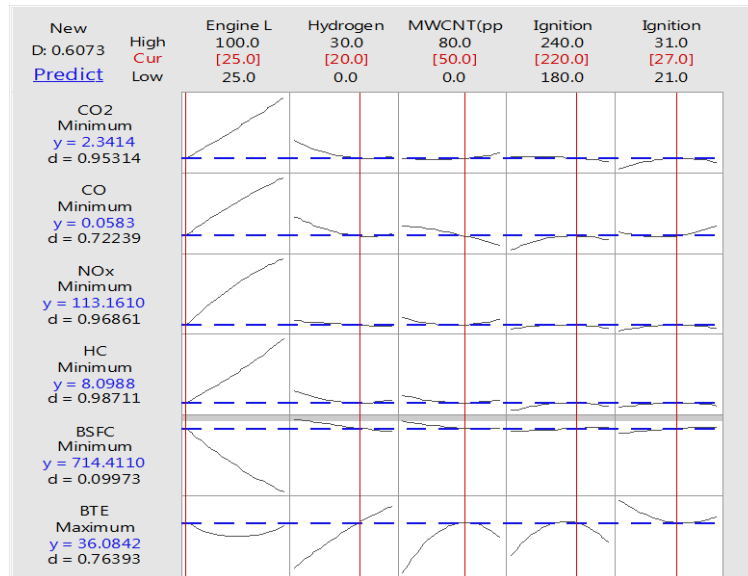 New
D: 0.6073
Predict
High
Cur
Low
Engine L
100.0
[25.0]
25.0
Hydrogen
30.0
[20.0]
0.0
MWCNT(pp
80.0
[50.0]
0.0
Ignition
240.0
[220.0]
180.0
Ignition
31.0
[27.0]
21.0
CO2
Minimum
y = 2.3414
d = 0.95314
CO
Minimum
y = 0.0583
d = 0.72239
NOx
Minimum
y = 113.1610
d = 0.96861
HC
Minimum
y = 8.0988
d = 0.98711
BSFC
Minimum
y = 714.4110
d = 0.09973
BTE
Maximum
y = 36.0842
d = 0.76393